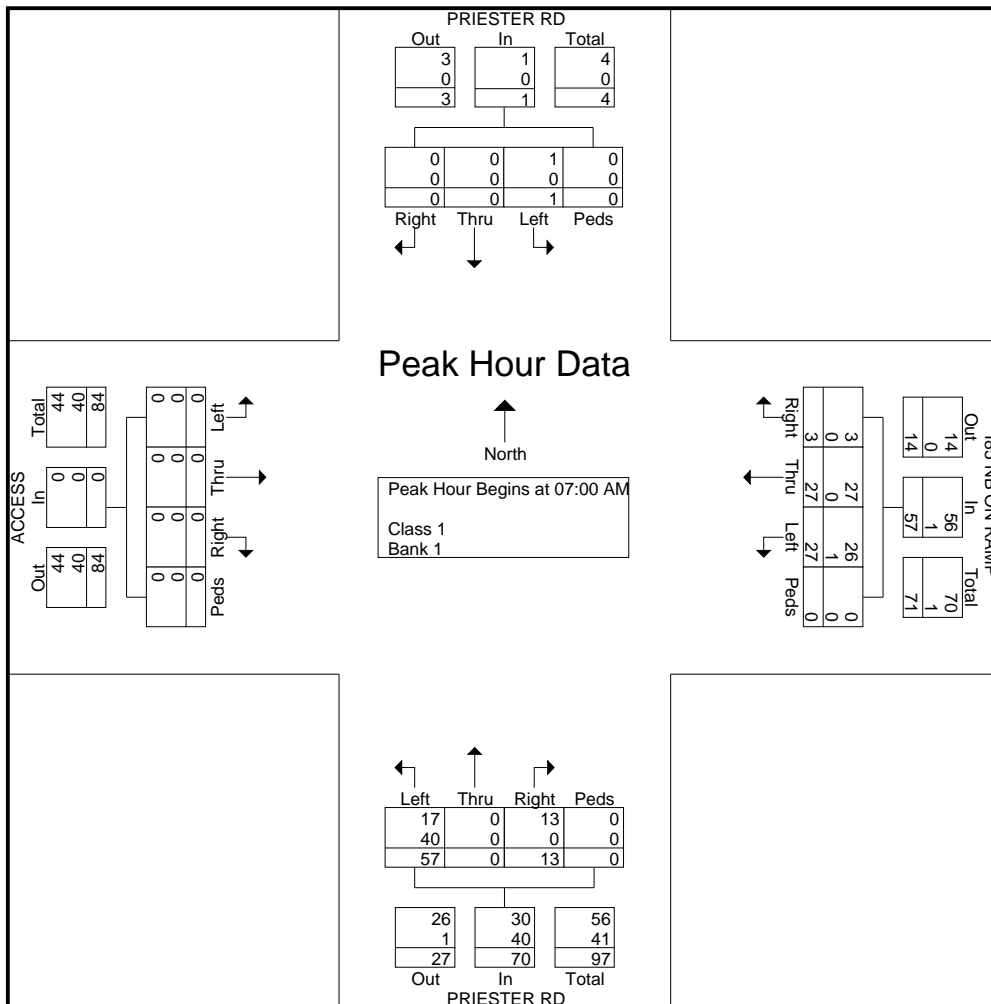 PRIESTER RD
Out In Total
3 1 4
0 0 0
3 1 4
0 0 1 0
0 0 0 0
0 0 1 0
Right Thru Left Peds
Peak Hour Data
North
Peak Hour Begins at 07:00 AM
Class 1
Bank 1
ACCESS
Out In Total
44 0 44
40 0 40
84 0 84
Peds Right Thru Left
0 0 0 0
0 0 0 0
0 0 0 0
I85 NB ON RAMP
Out In Total
14 56 70
0 1 1
14 57 71
3 27 26 0
0 0 1 0
3 27 27 0
Right Thru Left Peds
Left Thru Right Peds
17 0 13 0
40 0 0 0
57 0 13 0
26 30 56
1 40 41
27 70 97
Out In Total
PRIESTER RD